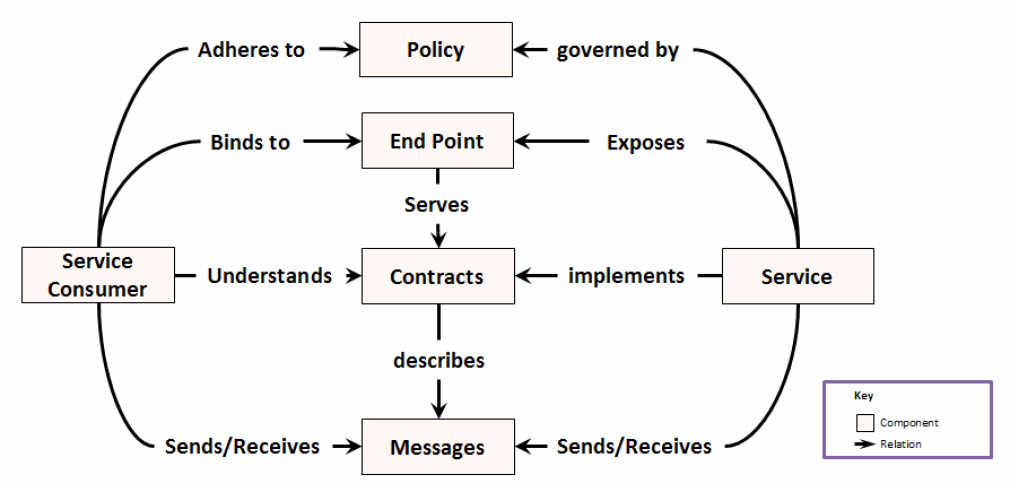 Adheres to
Policy
governed by
Binds to
End Point
Exposes
Serves
Service
Consumer
Understands
Contracts
implements
Service
describes
Sends/Receives
Messages
Sends/Receives
Key
Component
Relation